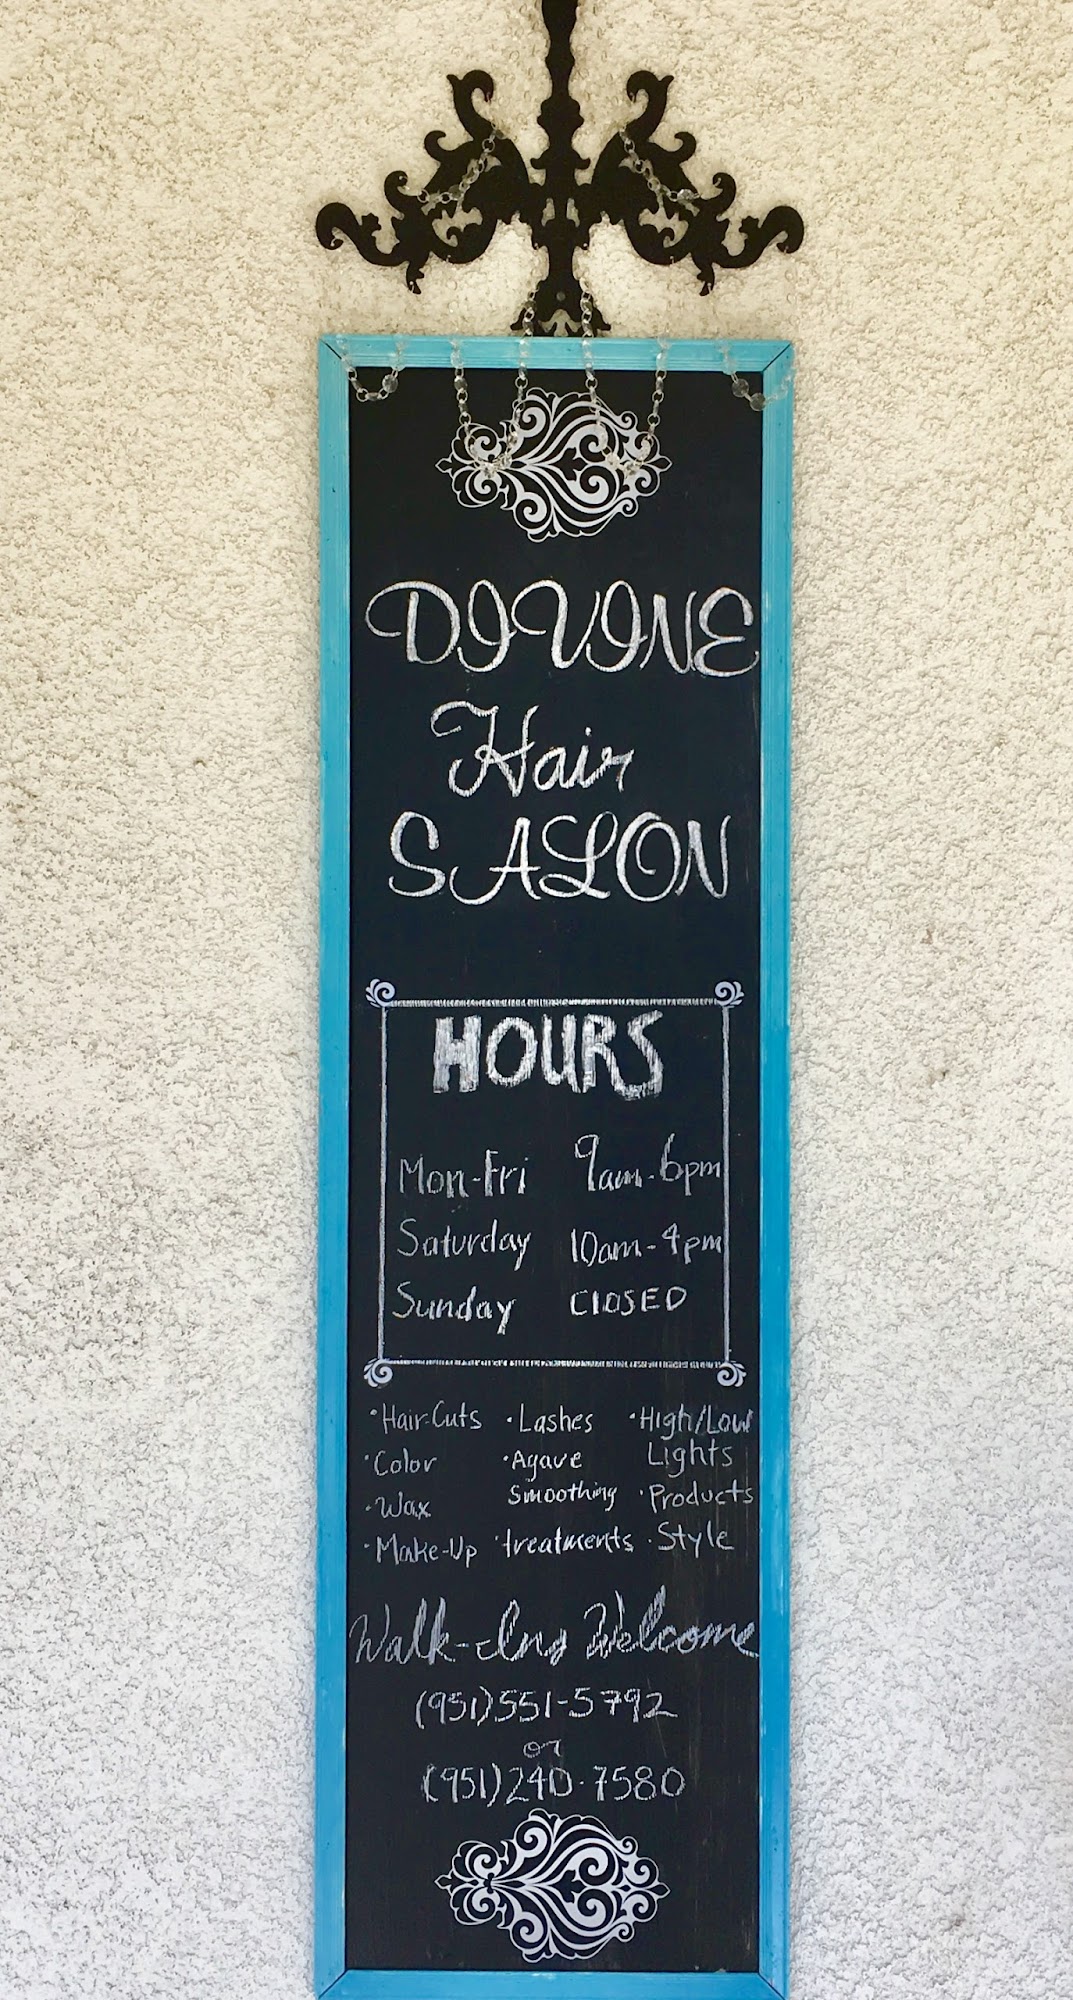 DIVINE
Hair
SALON
HOURS
Mon-Fri 9am-6pm
Saturday 10am-4pm
Sunday ClOSED
·Hair-Cuts ·Lashes ·High/Low
·Color ·Agave Lights
·Wax Smoothing ·Products
·Make-Up ·treatments ·Style
Walk-Ins Welcome
(951)551-5792
or
(951)240-7580